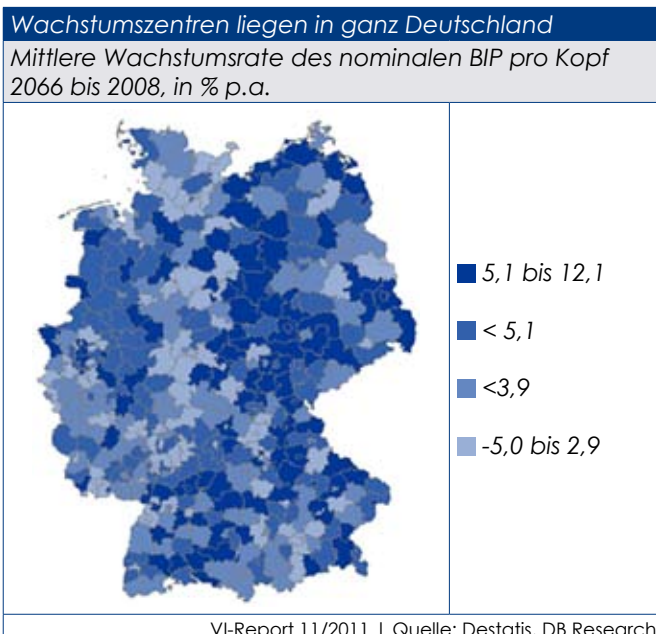 Wachstumszentren liegen in ganz Deutschland
Mittlere Wachstumsrate des nominalen BIP pro Kopf
2066 bis 2008, in % p.a.
5,1 bis 12,1
< 5,1
<3,9
-5,0 bis 2,9
VI-Report 11/2011 | Quelle: Destatis, DB Research